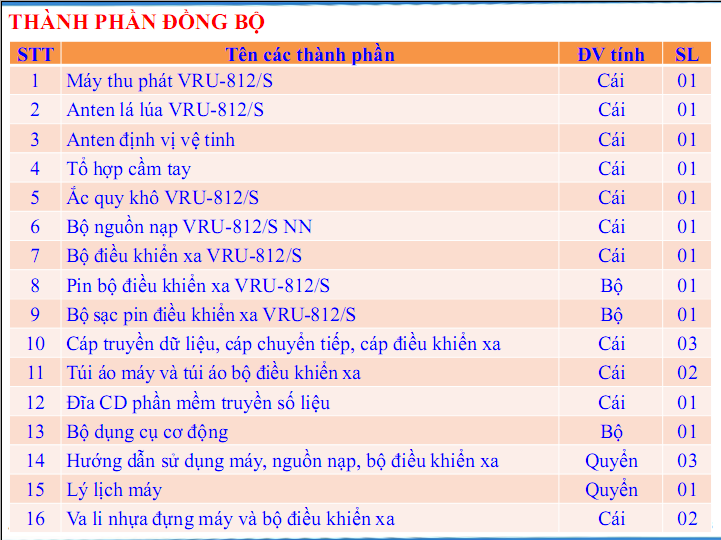 THÀNH PHẦN ĐỒNG BỘ
STT Tên các thành phần ĐV tính SL
1 Máy thu phát VRU-812/S Cái 01
2 Anten lá lúa VRU-812/S Cái 01
3 Anten định vị vệ tinh Cái 01
4 Tổ hợp cầm tay Cái 01
5 Ắc quy khô VRU-812/S Cái 01
6 Bộ nguồn nạp VRU-812/S NN Cái 01
7 Bộ điều khiển xa VRU-812/S Cái 01
8 Pin bộ điều khiển xa VRU-812/S Bộ 01
9 Bộ sạc pin điều khiển xa VRU-812/S Bộ 01
10 Cáp truyền dữ liệu, cáp chuyển tiếp, cáp điều khiển xa Cái 03
11 Túi áo máy và túi áo bộ điều khiển xa Cái 02
12 Đĩa CD phần mềm truyền số liệu Cái 01
13 Bộ dụng cụ cơ động Bộ 01
14 Hướng dẫn sử dụng máy, nguồn nạp, bộ điều khiển xa Quyển 03
15 Lý lịch máy Quyển 01
16 Va li nhựa đựng máy và bộ điều khiển xa Cái 02